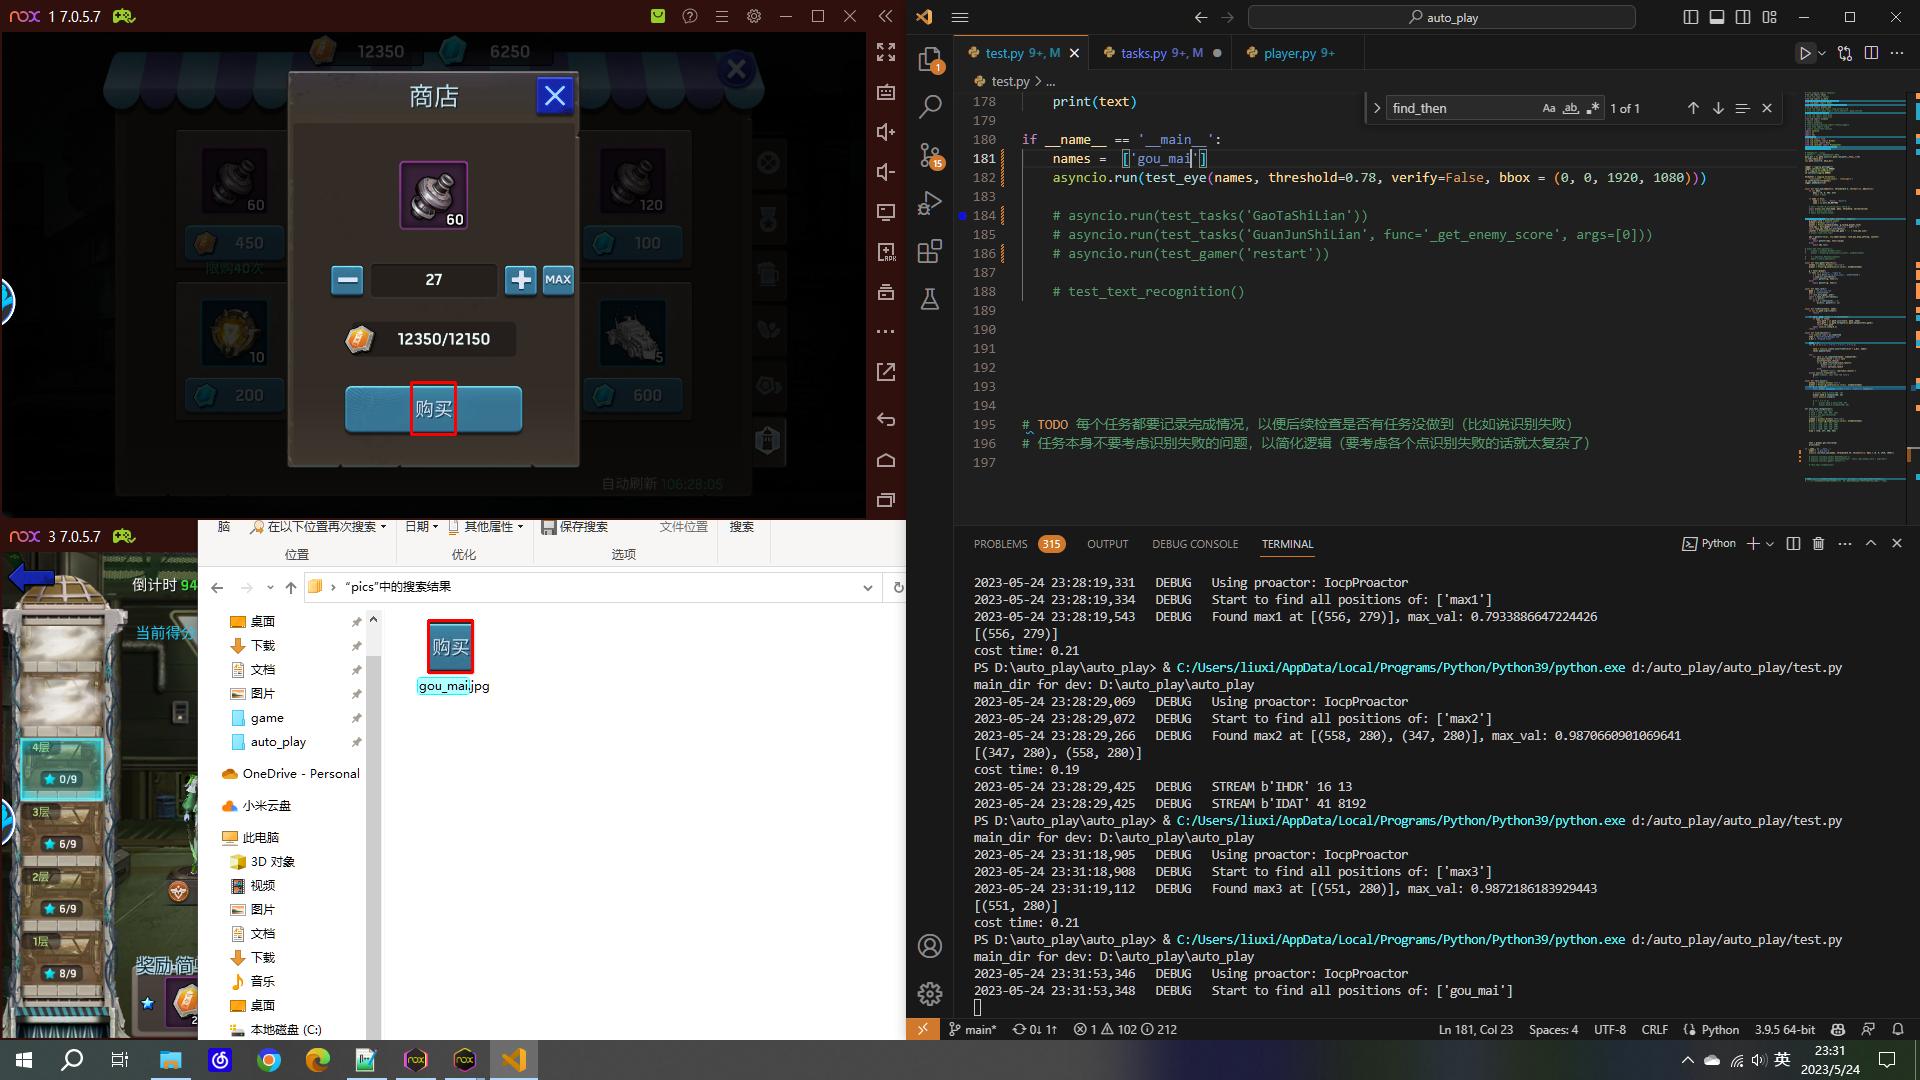 nox 1 7.0.5.7
12350 6250
商店
60
60
120
27
MAX
450
100
限购40次
12350/12150
10
5
200
600
购买
自动刷新 106:28:05
nox 3 7.0.5.7
倒计时 94
当前得分
4层
0/9
3层
6/9
2层
6/9
1层
8/9
奖励-简单
2
脑
在以下位置再次搜索
日期
其他属性
保存搜索
文件位置
搜索
位置
优化
选项
"pics"中的搜索结果
桌面
下载
文档
图片
game
auto_play
OneDrive - Personal
小米云盘
此电脑
3D 对象
视频
图片
文档
下载
音乐
桌面
本地磁盘 (C:)
购买
gou_mai.jpg
auto_play
test.py 9+, M
tasks.py 9+, M
player.py 9+
test.py > ...
find_then
Aa ab .* 1 of 1
178 print(text)
179
180 if __name__ == '__main__':
181 names =  ['gou_mai']
182 asyncio.run(test_eye(names, threshold=0.78, verify=False, bbox = (0, 0, 1920, 1080)))
183
184 # asyncio.run(test_tasks('GaoTaShiLian'))
185 # asyncio.run(test_tasks('GuanJunShiLian', func='_get_enemy_score', args=[0]))
186 # asyncio.run(test_gamer('restart'))
187
188 # test_text_recognition()
189
190
191
192
193
194
195 # TODO 每个任务都要记录完成情况，以便后续检查是否有任务没做到（比如说识别失败）
196 # 任务本身不要考虑识别失败的问题，以简化逻辑（要考虑各个点识别失败的话就太复杂了）
197
1
15
PROBLEMS 315 OUTPUT DEBUG CONSOLE TERMINAL
Python
2023-05-24 23:28:19,331 DEBUG Using proactor: IocpProactor
2023-05-24 23:28:19,334 DEBUG Start to find all positions of: ['max1']
2023-05-24 23:28:19,543 DEBUG Found max1 at [(556, 279)], max_val: 0.7933886647224426
[(556, 279)]
cost time: 0.21
PS D:\auto_play\auto_play> & C:/Users/liuxi/AppData/Local/Programs/Python/Python39/python.exe d:/auto_play/auto_play/test.py
main_dir for dev: D:\auto_play\auto_play
2023-05-24 23:28:29,069 DEBUG Using proactor: IocpProactor
2023-05-24 23:28:29,072 DEBUG Start to find all positions of: ['max2']
2023-05-24 23:28:29,266 DEBUG Found max2 at [(558, 280), (347, 280)], max_val: 0.9870660901069641
[(347, 280), (558, 280)]
cost time: 0.19
2023-05-24 23:28:29,425 DEBUG STREAM b'IHDR' 16 13
2023-05-24 23:28:29,425 DEBUG STREAM b'IDAT' 41 8192
PS D:\auto_play\auto_play> & C:/Users/liuxi/AppData/Local/Programs/Python/Python39/python.exe d:/auto_play/auto_play/test.py
main_dir for dev: D:\auto_play\auto_play
2023-05-24 23:31:18,905 DEBUG Using proactor: IocpProactor
2023-05-24 23:31:18,908 DEBUG Start to find all positions of: ['max3']
2023-05-24 23:31:19,112 DEBUG Found max3 at [(551, 280)], max_val: 0.9872186183929443
[(551, 280)]
cost time: 0.21
PS D:\auto_play\auto_play> & C:/Users/liuxi/AppData/Local/Programs/Python/Python39/python.exe d:/auto_play/auto_play/test.py
main_dir for dev: D:\auto_play\auto_play
2023-05-24 23:31:53,346 DEBUG Using proactor: IocpProactor
2023-05-24 23:31:53,348 DEBUG Start to find all positions of: ['gou_mai']
main* 0↓ 1↑ 1 102 212
Ln 181, Col 23 Spaces: 4 UTF-8 CRLF Python 3.9.5 64-bit
英
23:31
2023/5/24